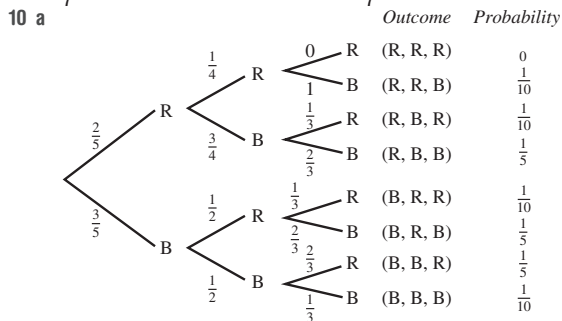 10 a
Outcome Probability
0 R (R, R, R) 0
1/4 R
1 B (R, R, B) 1/10
2/5 R
1/3 R (R, B, R) 1/10
3/4 B
2/3 B (R, B, B) 1/5
1/3 R (B, R, R) 1/10
1/2 R
2/3 B (B, R, B) 1/5
3/5 B
2/3 R (B, B, R) 1/5
1/2 B
1/3 B (B, B, B) 1/10